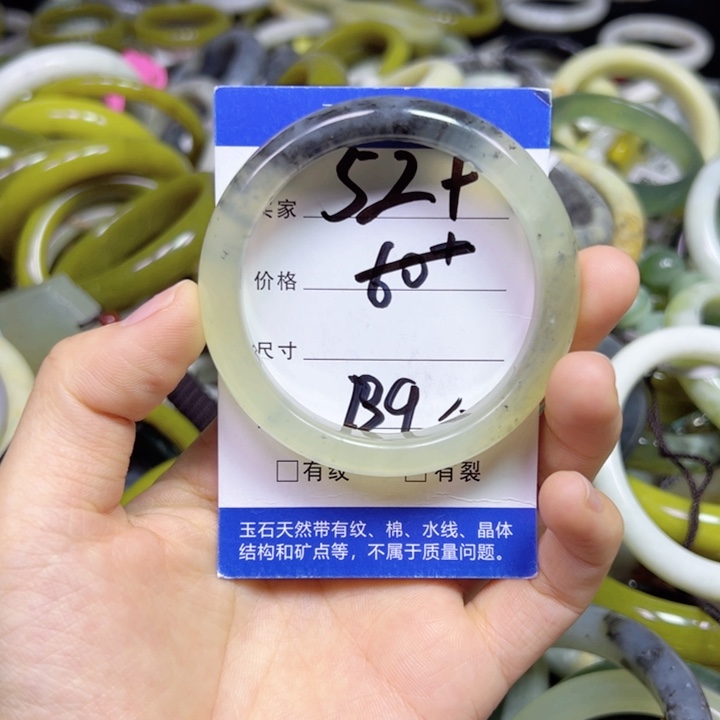 52+
家
60+
价格
尺寸
B9
□有纹 □有裂
玉石天然带有纹、棉、水线、晶体
结构和矿点等，不属于质量问题。